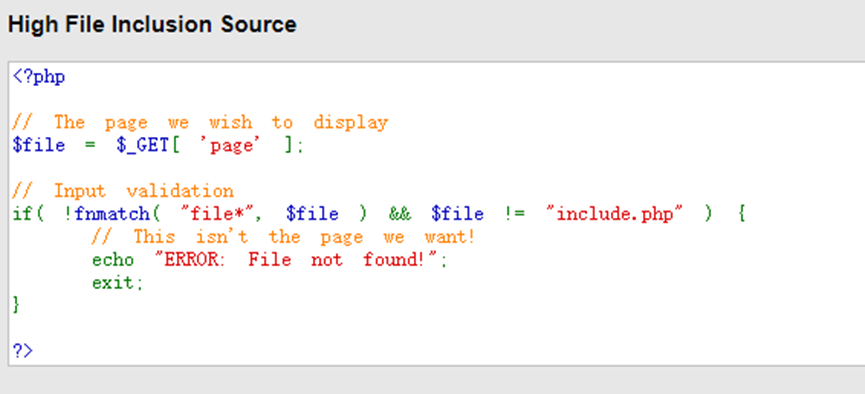 High File Inclusion Source
<?php
// The page we wish to display
$file = $_GET[ 'page' ];
// Input validation
if( !fnmatch( "file*", $file ) && $file != "include.php" ) {
// This isn't the page we want!
echo "ERROR: File not found!";
exit;
}
?>